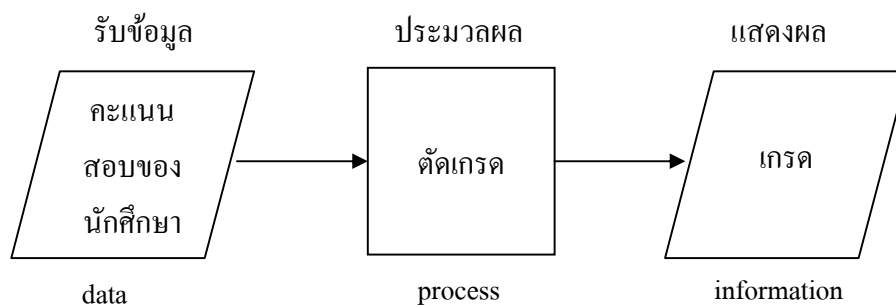 รับข้อมูล
ประมวลผล
แสดงผล
คะแนน
สอบของ
นักศึกษา
ตัดเกรด
เกรด
data
process
information